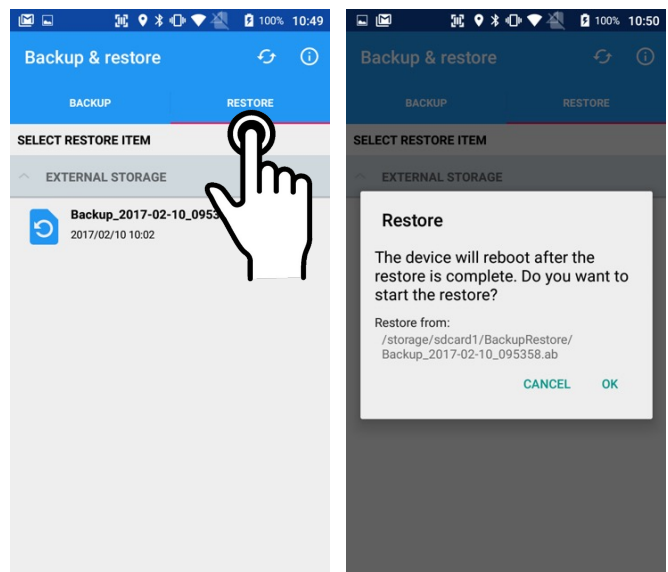 100% 10:49
Backup & restore
BACKUP RESTORE
SELECT RESTORE ITEM
EXTERNAL STORAGE
Backup_2017-02-10_0953
2017/02/10 10:02
100% 10:50
Backup & restore
BACKUP RESTORE
SELECT RESTORE ITEM
EXTERNAL STORAGE
Restore
The device will reboot after the
restore is complete. Do you want to
start the restore?
Restore from:
/storage/sdcard1/BackupRestore/
Backup_2017-02-10_095358.ab
CANCEL OK